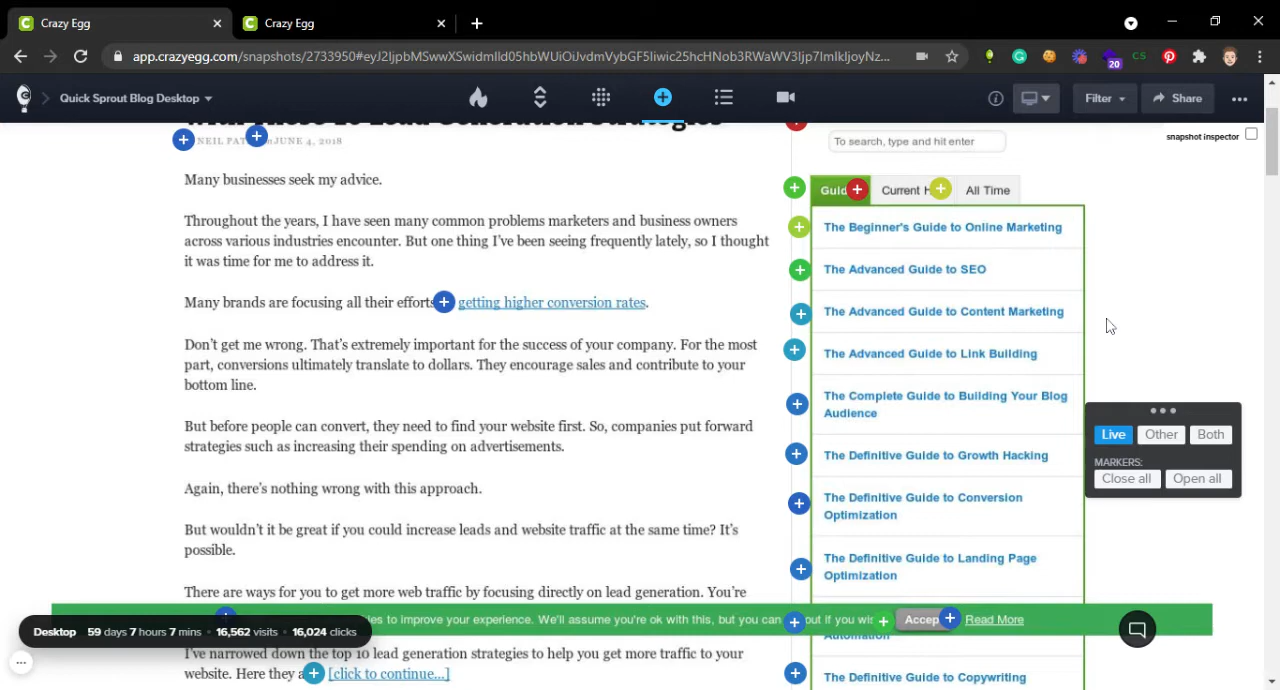 Crazy Egg
Crazy Egg
app.crazyegg.com/snapshots/2733950#
20
CS
Quick Sprout Blog Desktop
Filter
Share
snapshot inspector
NEIL
JUNE 4, 2018
To search, type and hit enter
Current
All Time
Many businesses seek my advice.
Throughout the years, I have seen many common problems marketers and business owners
across various industries encounter. But one thing I've been seeing frequently lately, so I thought
it was time for me to address it.
Many brands are focusing all their efforts getting higher conversion rates.
Don't get me wrong. That's extremely important for the success of your company. For the most
part, conversions ultimately translate to dollars. They encourage sales and contribute to your
bottom line.
But before people can convert, they need to find your website first. So, companies put forward
strategies such as increasing their spending on advertisements.
Again, there's nothing wrong with this approach.
But wouldn't it be great if you could increase leads and website traffic at the same time? It's
possible.
There are ways for you to get more web traffic by focusing directly on lead generation. You're
I've narrowed down the top 10 lead generation strategies to help you get more traffic to your
website. Here they [click to continue...]
The Beginner's Guide to Online Marketing
The Advanced Guide to SEO
The Advanced Guide to Content Marketing
The Advanced Guide to Link Building
The Complete Guide to Building Your Blog
Audience
The Definitive Guide to Growth Hacking
The Definitive Guide to Conversion
Optimization
The Definitive Guide to Landing Page
Optimization
Automation
The Definitive Guide to Copywriting
to improve your experience. We'll assume you're ok with this, but you can out if you
Accept Read More
Live Other Both
MARKERS:
Close all Open all
Desktop 59 days 7 hours 7 mins • 16,562 visits • 16,024 clicks